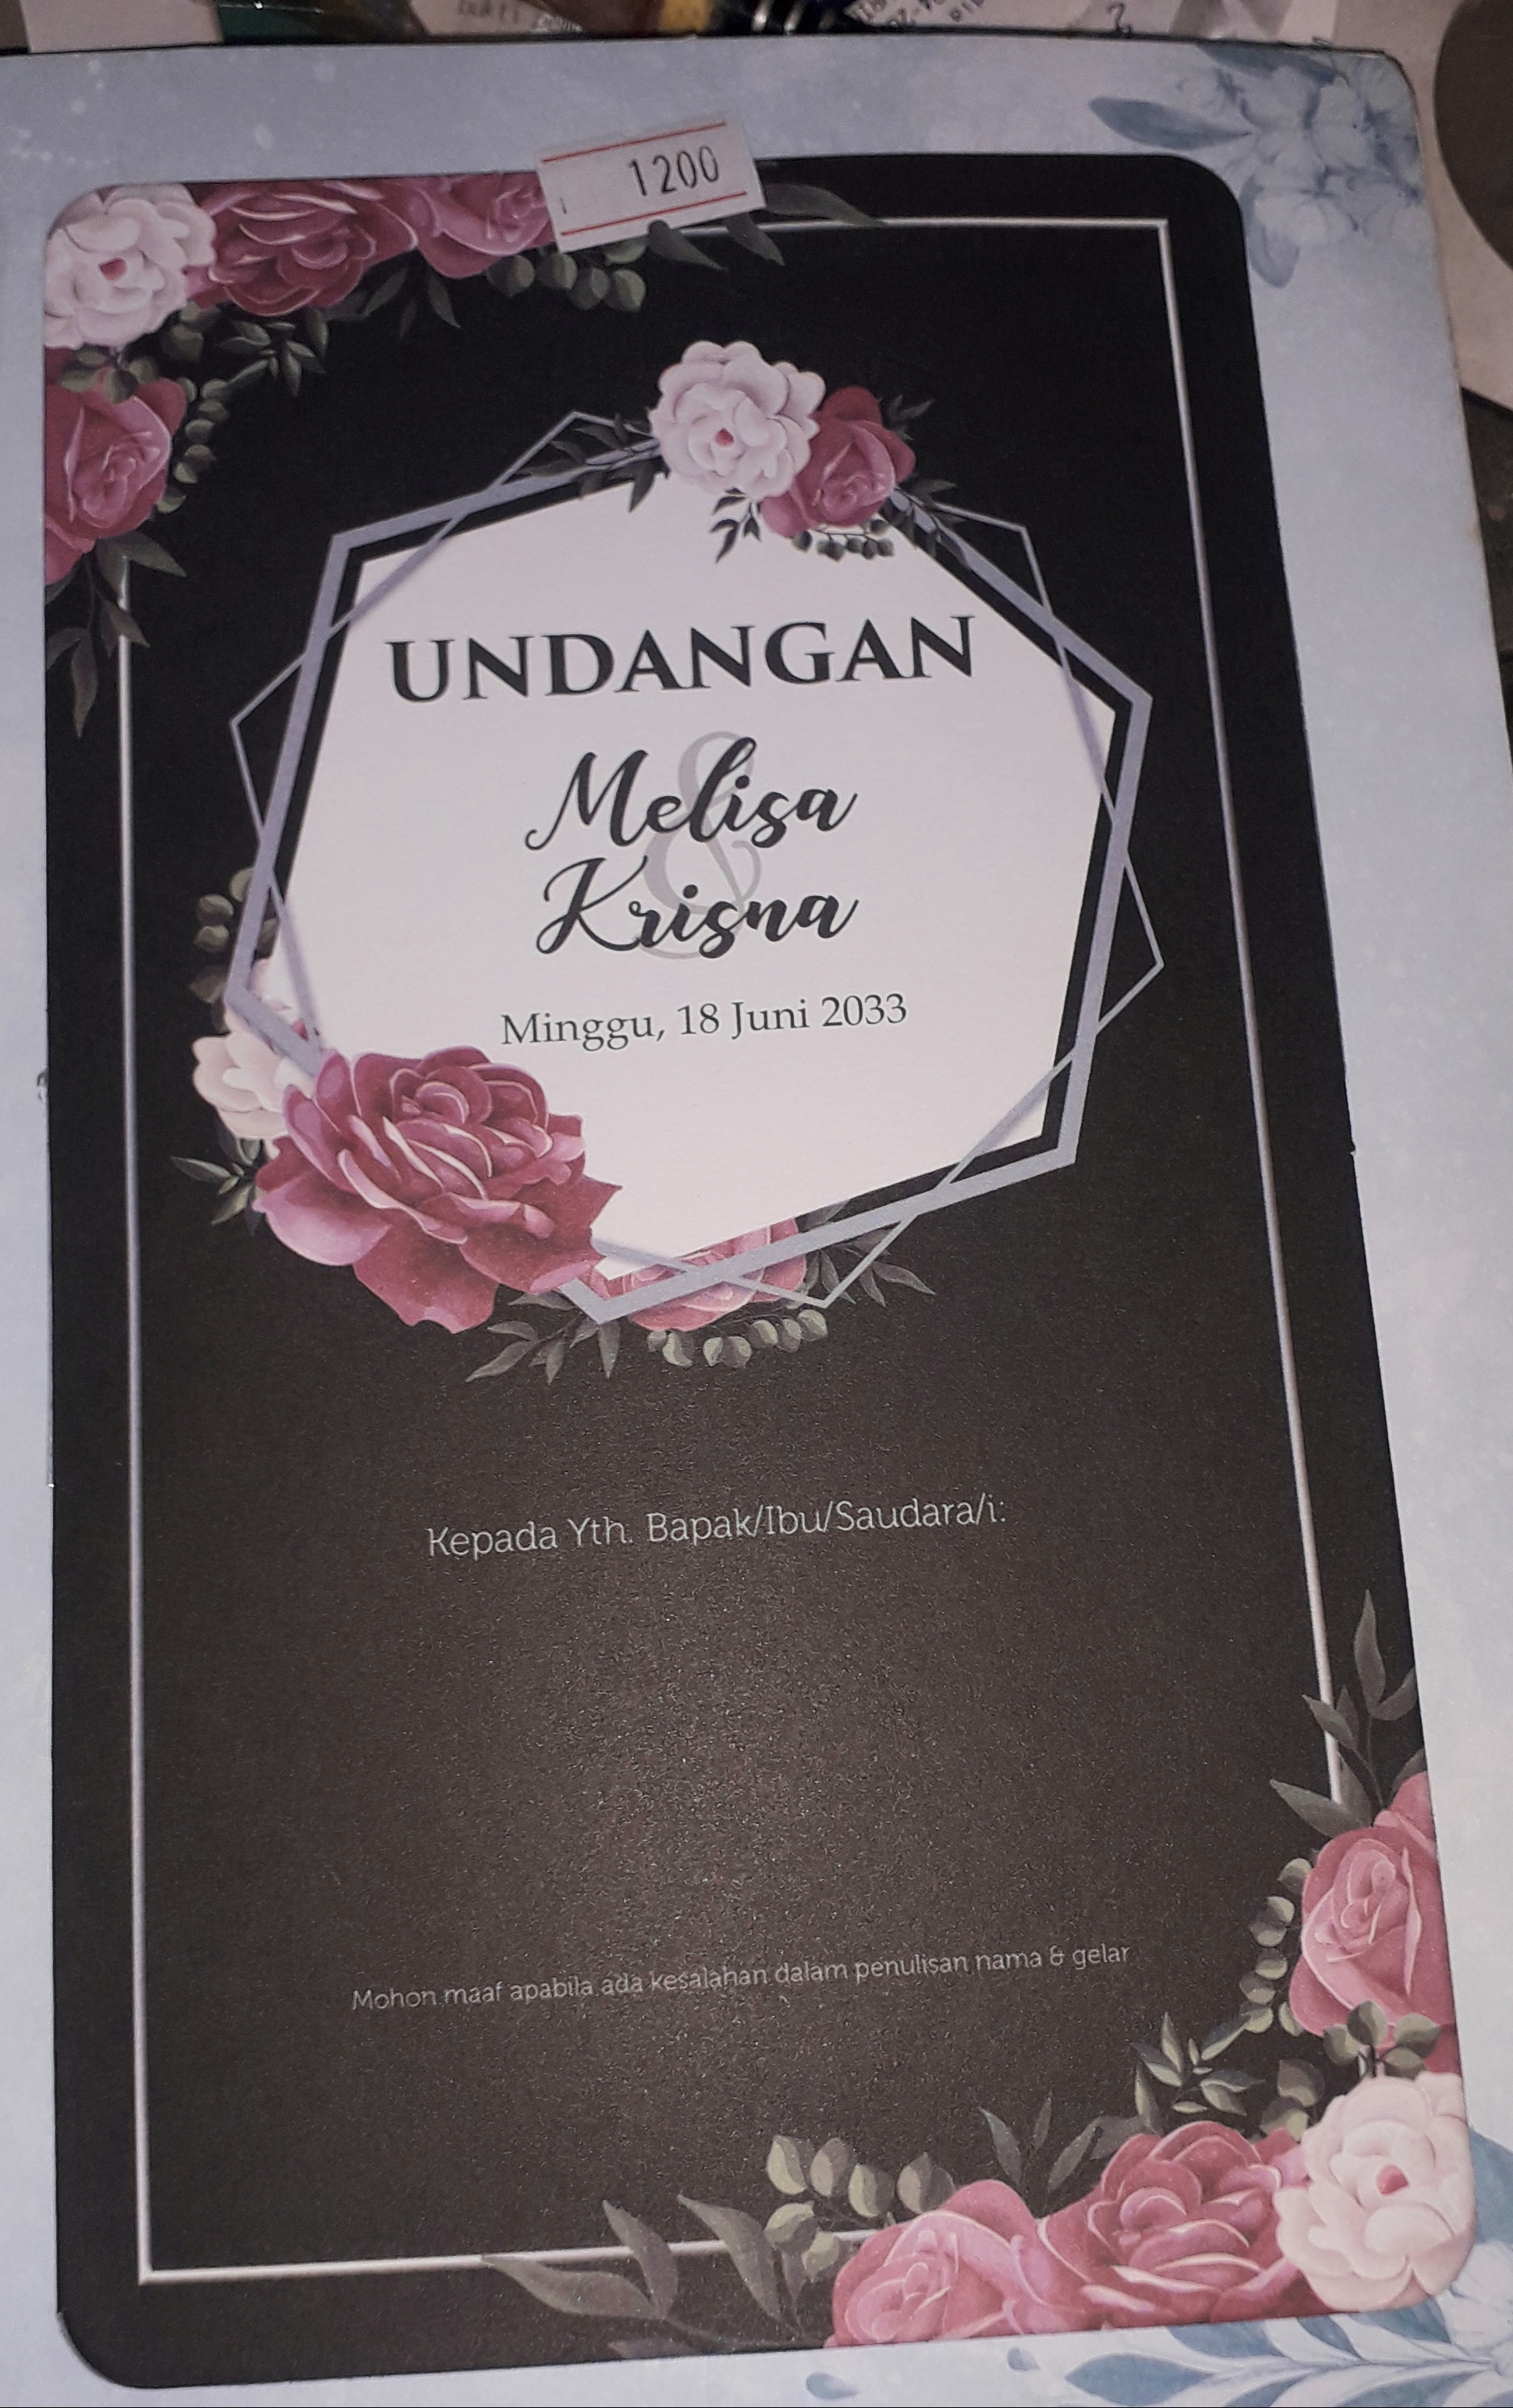 1200
UNDANGAN
Melisa
&
Krisna
Minggu, 18 Juni 2033
Kepada Yth. Bapak/Ibu/Saudara/i:
Mohon maaf apabila ada kesalahan dalam penulisan nama & gelar